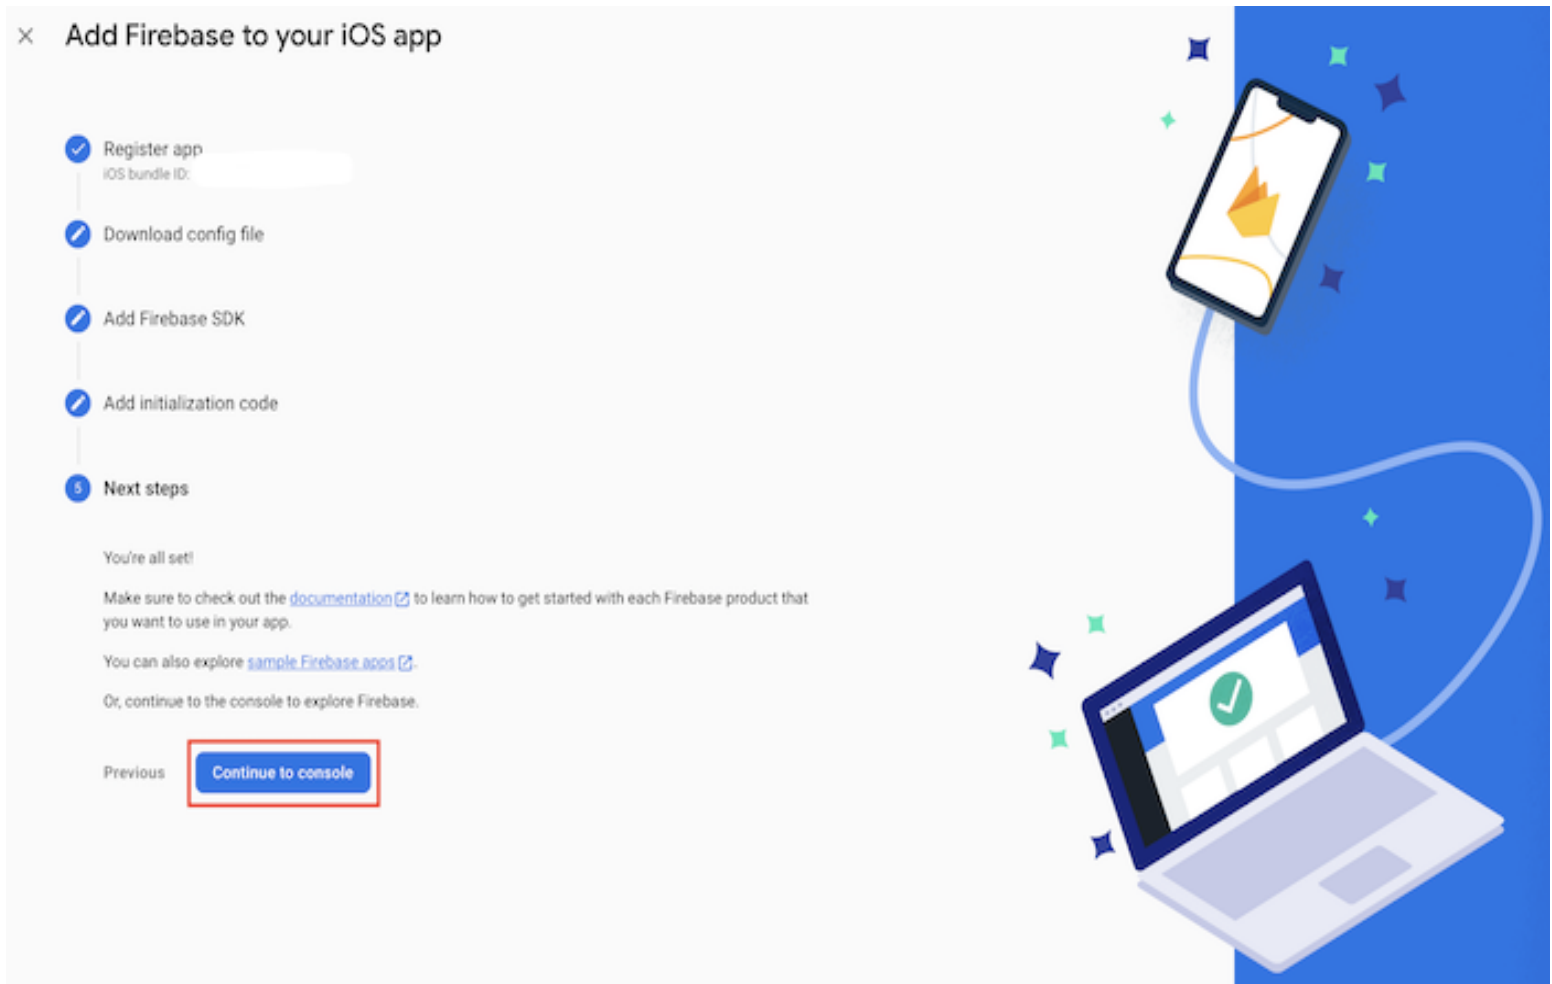 Add Firebase to your iOS app
Register app
iOS bundle ID:
Download config file
Add Firebase SDK
Add initialization code
5 Next steps
You're all set!
Make sure to check out the documentation to learn how to get started with each Firebase product that
you want to use in your app.
You can also explore sample Firebase apps.
Or, continue to the console to explore Firebase.
Previous Continue to console